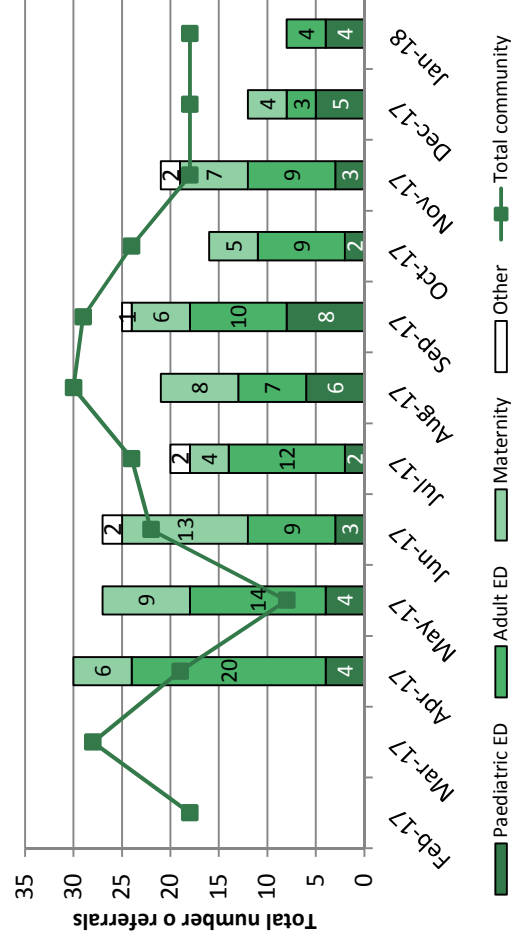 Total number o referrals
35
30
25
20
15
10
5
0
4 20 6
4 14 9
3 9 13 2
2 12 4 2
6 7 8
8 10 6 1
2 9 5
3 9 7 2
5 3 4
4 4
Feb-17
Mar-17
Apr-17
May-17
Jun-17
Jul-17
Aug-17
Sep-17
Oct-17
Nov-17
Dec-17
Jan-18
Paediatric ED
Adult ED
Maternity
Other
Total community